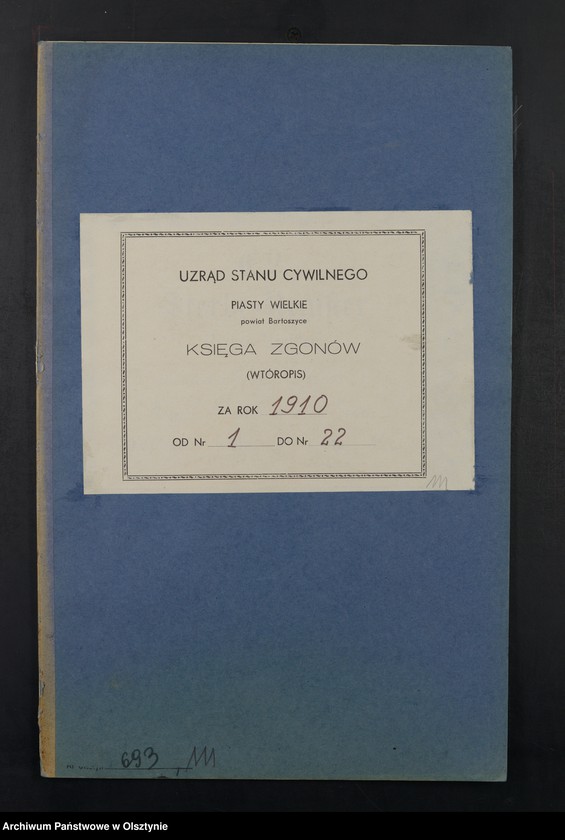 UZRĄD STANU CYWILNEGO
PIASTY WIELKIE
powiat Bartoszyce
KSIĘGA ZGONÓW
(WTÓROPIS)
ZA ROK 1910
OD Nr 1 DO Nr 22
693
Archiwum Państwowe w Olsztynie